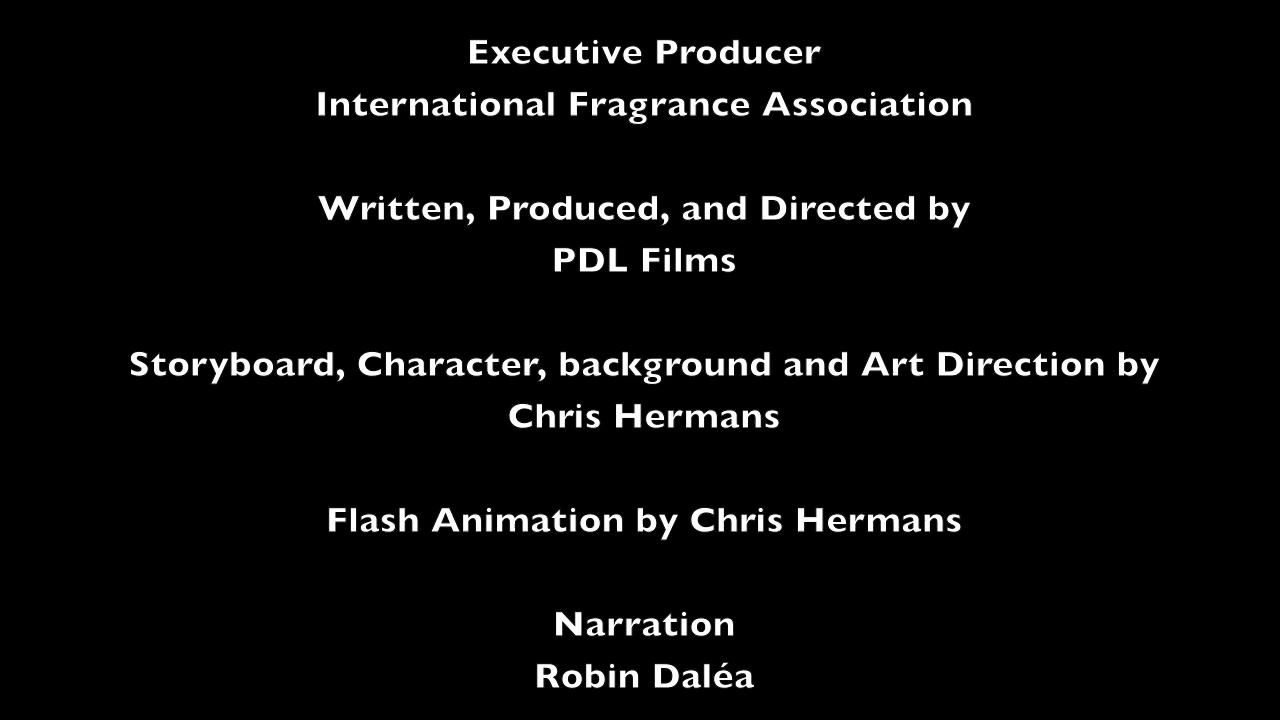 Executive Producer
International Fragrance Association
Written, Produced, and Directed by
PDL Films
Storyboard, Character, background and Art Direction by
Chris Hermans
Flash Animation by Chris Hermans
Narration
Robin Daléa